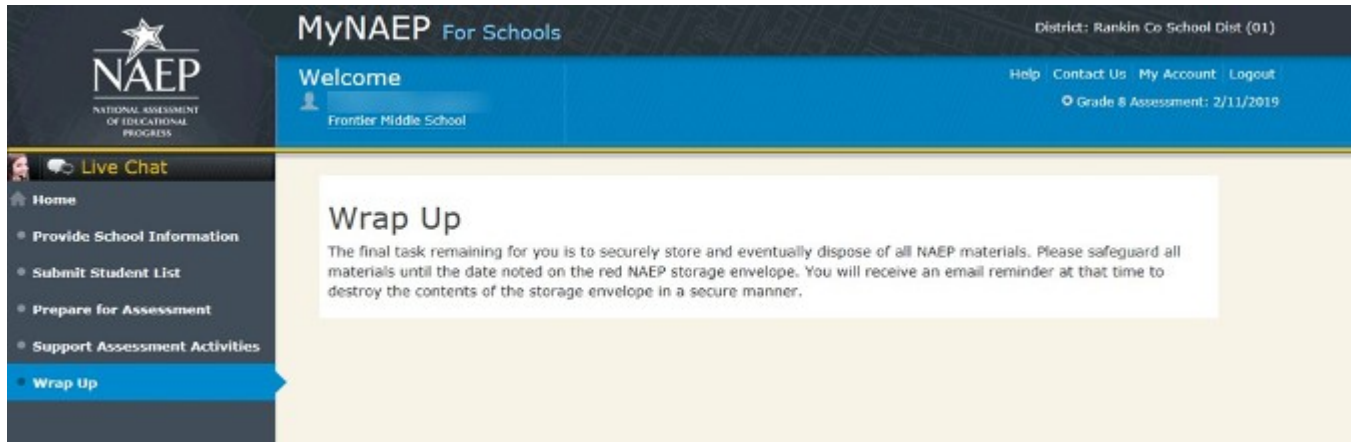 NAEP
NATIONAL ASSESSMENT
OF EDUCATIONAL
PROGRESS
MyNAEP For Schools
District: Rankin Co School Dist (01)
Welcome
Frontier Middle School
Help Contact Us My Account Logout
Grade 8 Assessment: 2/11/2019
Live Chat
Home
Provide School Information
Submit Student List
Prepare for Assessment
Support Assessment Activities
Wrap Up
Wrap Up
The final task remaining for you is to securely store and eventually dispose of all NAEP materials. Please safeguard all
materials until the date noted on the red NAEP storage envelope. You will receive an email reminder at that time to
destroy the contents of the storage envelope in a secure manner.